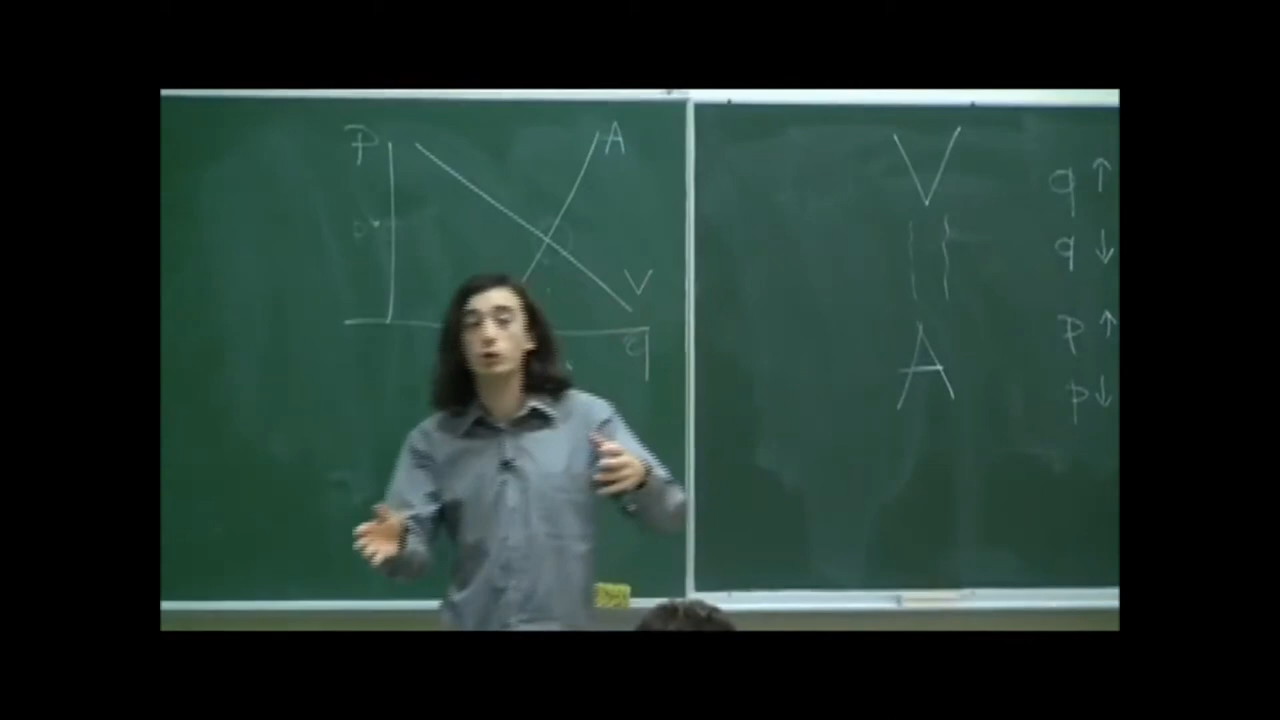 P
A
V
q
V
A
q ↑
q ↓
P ↑
P ↓